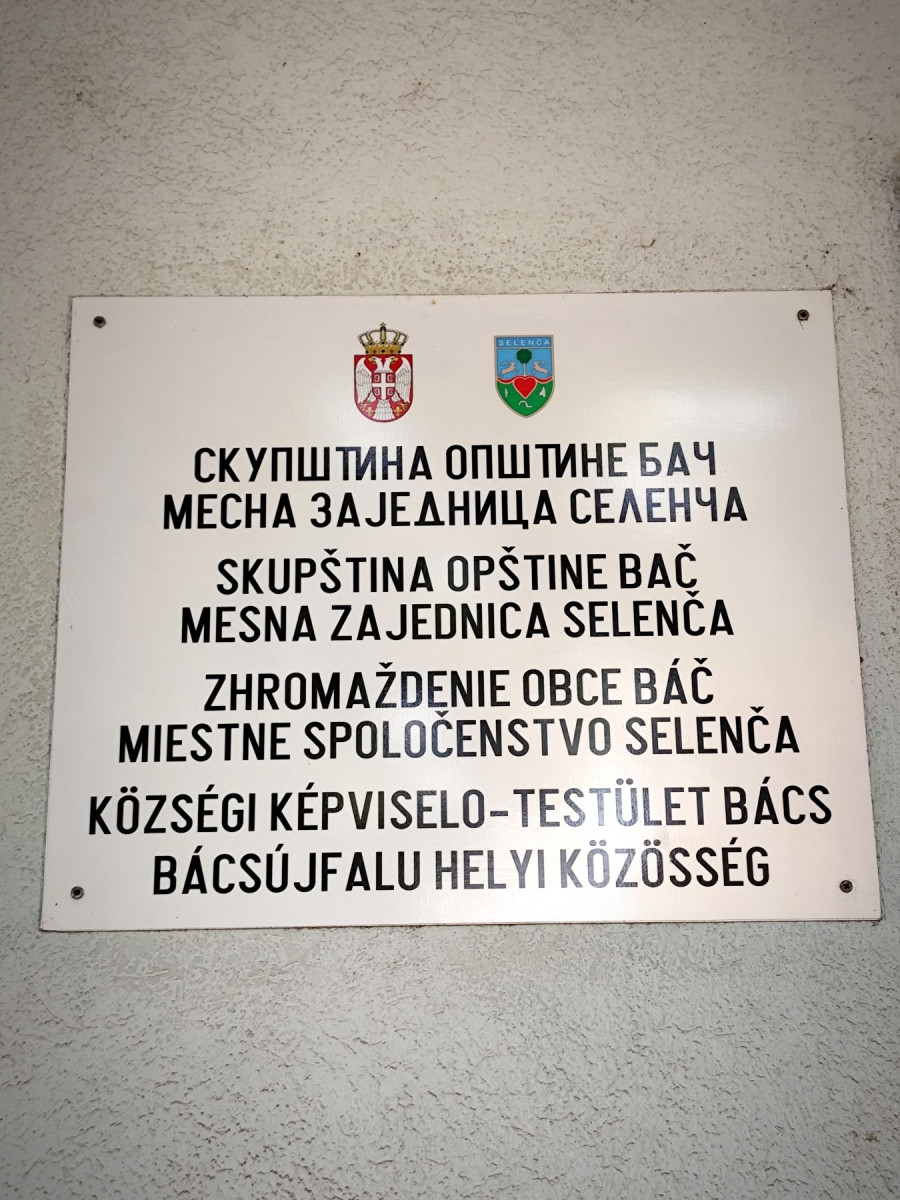 SELENČA
СКУПШТИНА ОПШТИНЕ БАЧ
МЕСНА ЗАЈЕДНИЦА СЕЛЕНЧА
SKUPŠTINA OPŠTINE BAČ
MESNA ZAJEDNICA SELENČA
ZHROMAŽDENIE OBCE BÁČ
MIESTNE SPOLOČENSTVO SELENČA
KÖZSÉGI KÉPVISELO-TESTÜLET BÁCS
BÁCSÚJFALU HELYI KÖZÖSSÉG